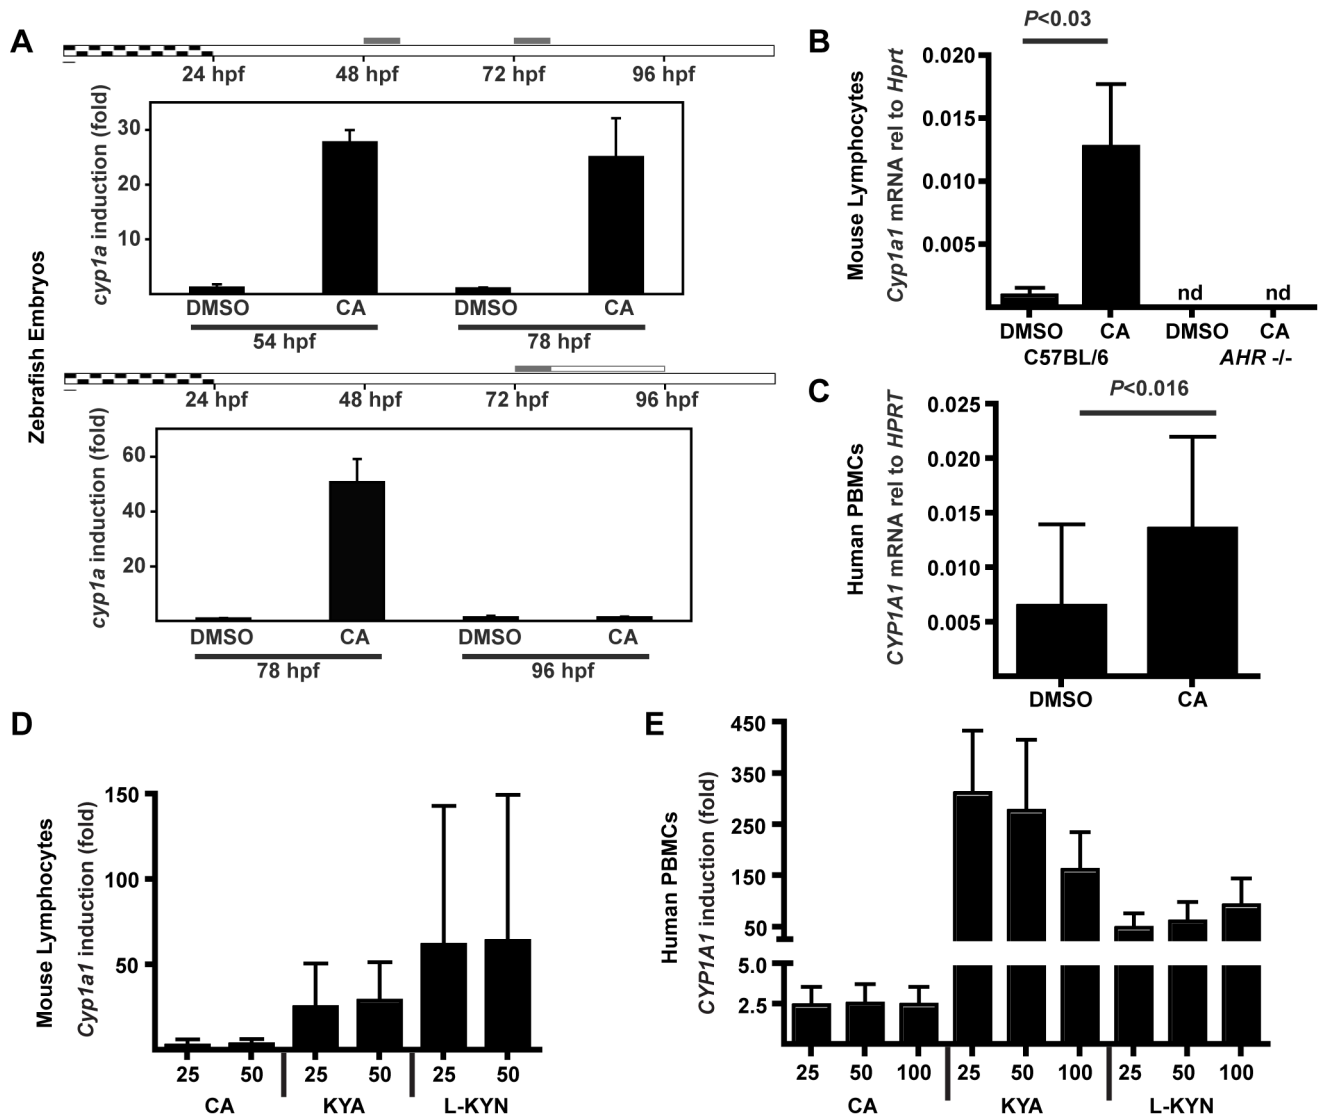 A
24 hpf 48 hpf 72 hpf 96 hpf
Zebrafish Embryos
cyp1a induction (fold)
30
20
10
DMSO CA DMSO CA
54 hpf 78 hpf
24 hpf 48 hpf 72 hpf 96 hpf
cyp1a induction (fold)
60
40
20
DMSO CA DMSO CA
78 hpf 96 hpf
B
P<0.03
Mouse Lymphocytes
Cyp1a1 mRNA rel to Hprt
0.020
0.015
0.010
0.005
nd nd
DMSO CA DMSO CA
C57BL/6 AHR -/-
C
P<0.016
Human PBMCs
CYP1A1 mRNA rel to HPRT
0.025
0.020
0.015
0.010
0.005
DMSO CA
D
Mouse Lymphocytes
Cyp1a1 induction (fold)
150
100
50
25 50 25 50 25 50
CA KYA L-KYN
E
Human PBMCs
CYP1A1 induction (fold)
450
350
250
150
50
5.0
2.5
25 50 100 25 50 100 25 50 100
CA KYA L-KYN